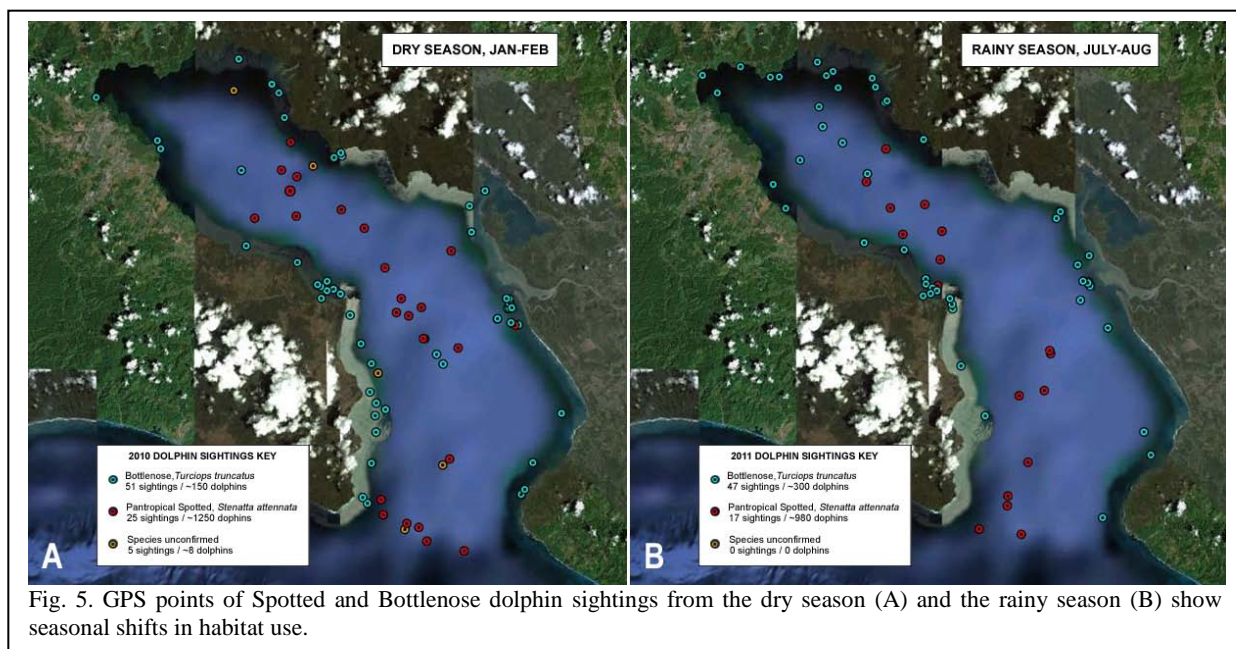 DRY SEASON, JAN-FEB
2010 DOLPHIN SIGHTINGS KEY
Bottlenose, Turciops truncatus
51 sightings / ~150 dolphins
Pantropical Spotted, Stenatta attennata
25 sightings / ~1250 dophins
Species unconfirmed
5 sightings / ~8 dolphins
A
RAINY SEASON, JULY-AUG
2011 DOLPHIN SIGHTINGS KEY
Bottlenose, Turciops truncatus
47 sightings / ~300 dolphins
Pantropical Spotted, Stenatta attennata
17 sightings / ~980 dolphins
Species unconfirmed
0 sightings / 0 dolphins
B
Fig. 5. GPS points of Spotted and Bottlenose dolphin sightings from the dry season (A) and the rainy season (B) show
seasonal shifts in habitat use.